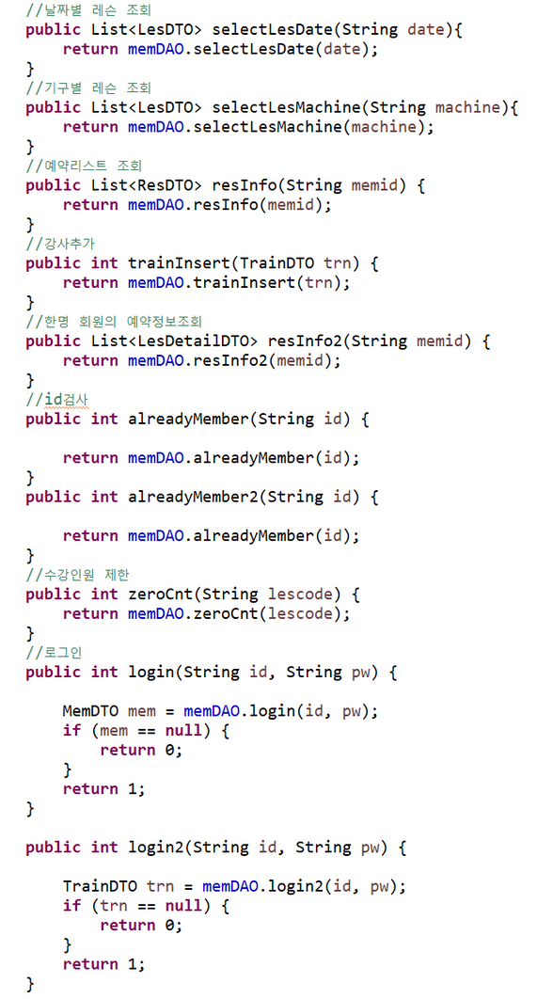 //날짜별 레슨 조회
public List<LesDTO> selectLesDate(String date){
    return memDAO.selectLesDate(date);
}
//기구별 레슨 조회
public List<LesDTO> selectLesMachine(String machine){
    return memDAO.selectLesMachine(machine);
}
//예약리스트 조회
public List<ResDTO> resInfo(String memid) {
    return memDAO.resInfo(memid);
}
//강사추가
public int trainInsert(TrainDTO trn) {
    return memDAO.trainInsert(trn);
}
//한명 회원의 예약정보조회
public List<LesDetailDTO> resInfo2(String memid) {
    return memDAO.resInfo2(memid);
}
//id검사
public int alreadyMember(String id) {

    return memDAO.alreadyMember(id);
}
public int alreadyMember2(String id) {

    return memDAO.alreadyMember(id);
}
//수강인원 제한
public int zeroCnt(String lescode) {
    return memDAO.zeroCnt(lescode);
}
//로그인
public int login(String id, String pw) {

    MemDTO mem = memDAO.login(id, pw);
    if (mem == null) {
        return 0;
    }
    return 1;
}

public int login2(String id, String pw) {

    TrainDTO trn = memDAO.login2(id, pw);
    if (trn == null) {
        return 0;
    }
    return 1;
}